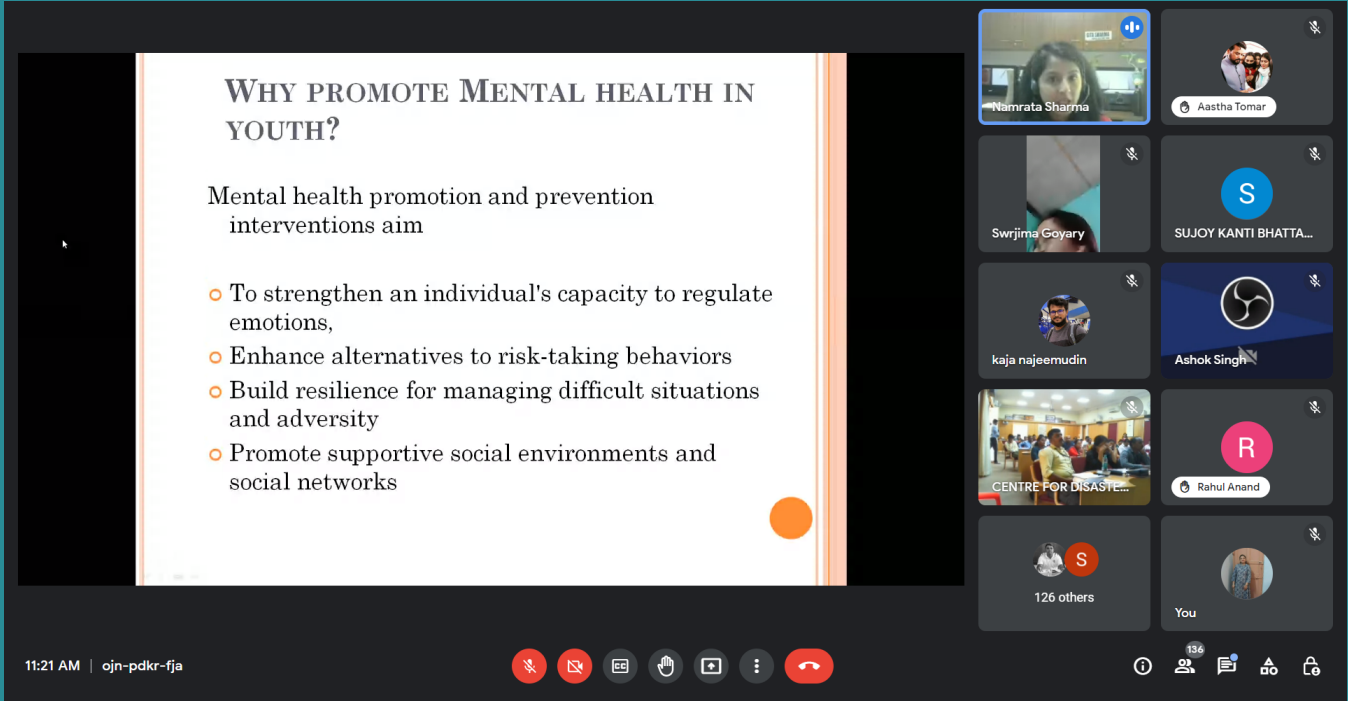 WHY PROMOTE MENTAL HEALTH IN
YOUTH?
Mental health promotion and prevention
interventions aim
To strengthen an individual's capacity to regulate
emotions,
Enhance alternatives to risk-taking behaviors
Build resilience for managing difficult situations
and adversity
Promote supportive social environments and
social networks
Namrata Sharma
Aastha Tomar
Swrjima Goyary
S
SUJOY KANTI BHATTA...
kaja najeemudin
Ashok Singh
CENTRE FOR DISASTE...
R
Rahul Anand
S
126 others
You
11:21 AM | ojn-pdkr-fja
CC
136